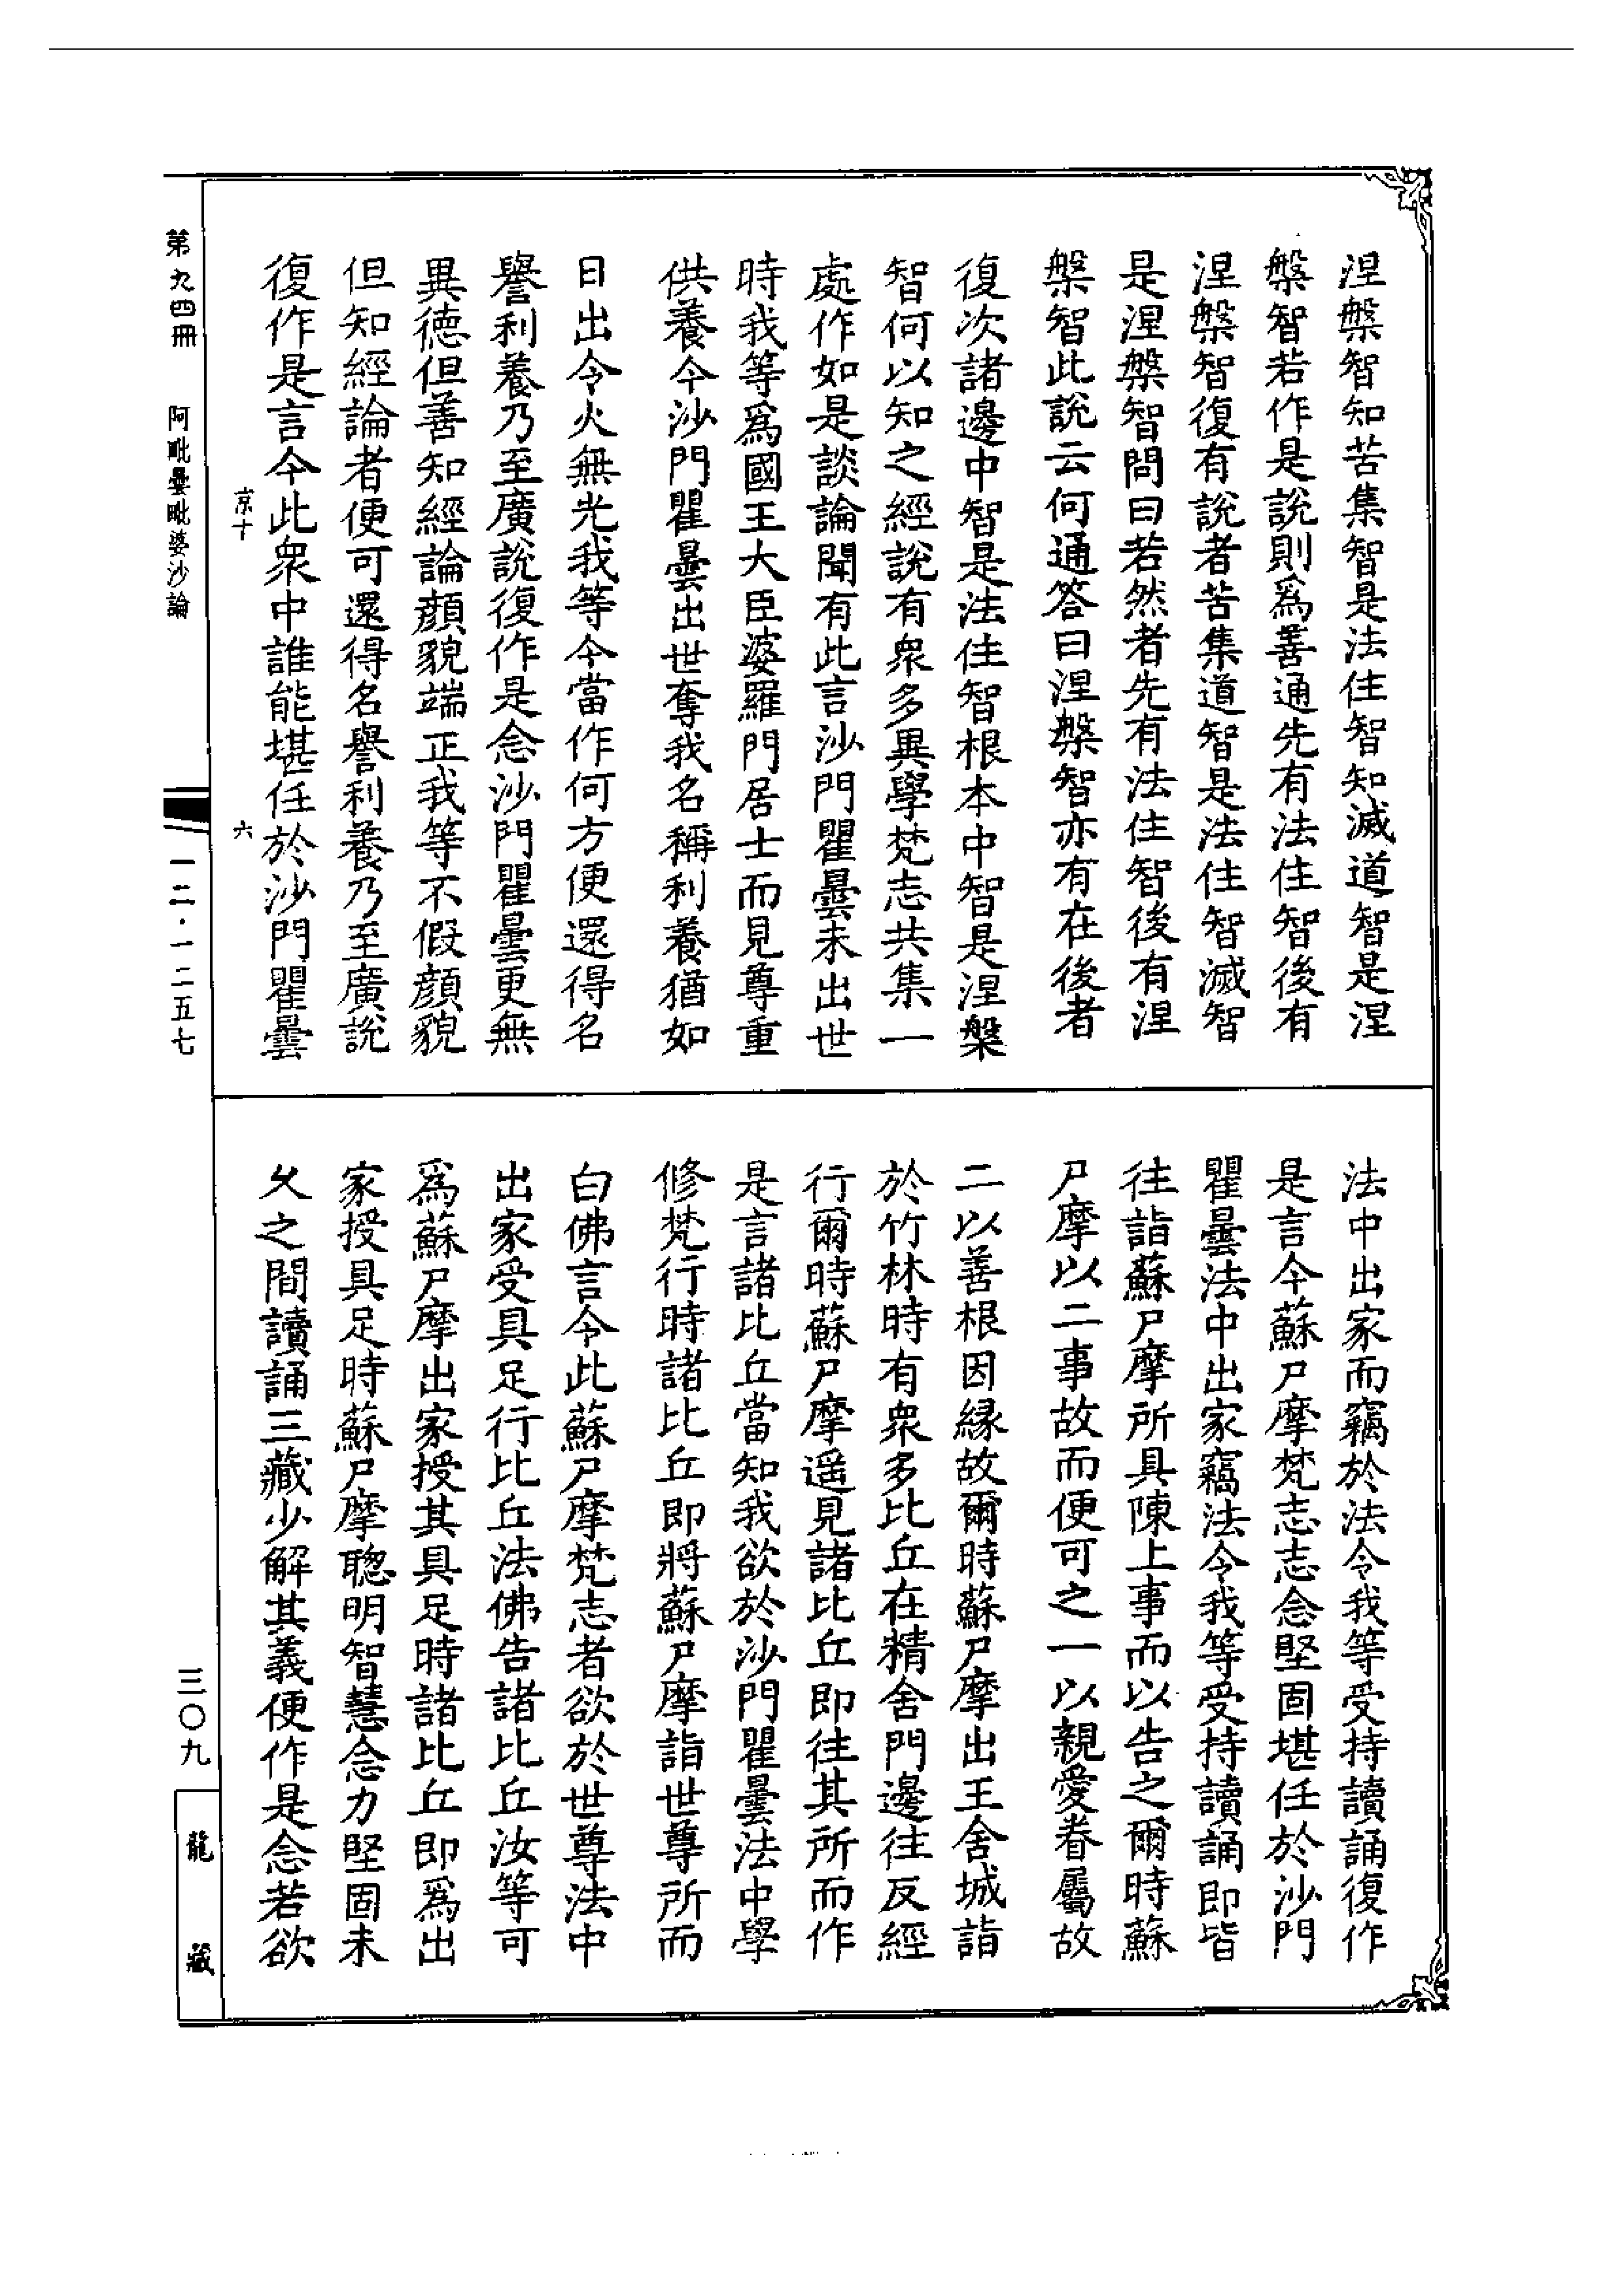 涅槃智知苦集智是法住智知滅道智是涅
槃智若作是說則爲善通先有法住智後有
涅槃智復有說者苦集道智是法住智滅智
是涅槃智問曰若然者先有法住智後有涅
槃智此說云何通答曰涅槃智亦有在後者
復次諸邊中智是法住智根本中智是涅槃
智何以知之經說有衆多異學梵志共集一
處作如是談論聞有此言沙門瞿曇未出世
時我等爲國王大臣婆羅門居士而見尊重
供養今沙門瞿曇出世奪我名稱利養猶如
日出令火無光我等今當作何方便還得名
譽利養乃至廣說復作是念沙門瞿曇更無
異德但善知經論顏貌端正我等不假顏貌
但知經論者便可還得名譽利養乃至廣說
復作是言今此衆中誰能堪任於沙門瞿曇
京十
六
法中出家而竊於法令我等受持讀誦復作
是言今蘇尸摩梵志志念堅固堪任於沙門
瞿曇法中出家竊法令我等受持讀誦即皆
往詣蘇尸摩所具陳上事而以告之爾時蘇
尸摩以二事故而便可之一以親愛眷屬故
二以善根因緣故爾時蘇尸摩出王舍城詣
於竹林時有衆多比丘在精舍門邊往反經
行爾時蘇尸摩遥見諸比丘即往其所而作
是言諸比丘當知我欲於沙門瞿曇法中學
修梵行時諸比丘即將蘇尸摩詣世尊所而
白佛言令此蘇尸摩梵志者欲於世尊法中
出家受具足行比丘法佛告諸比丘汝等可
爲蘇尸摩出家授其具足時諸比丘即爲出
家授具足時蘇尸摩聰明智慧念力堅固未
久之間讀誦三藏少解其義便作是念若欲
第九四冊
阿毗曇毗婆沙論
一二·一二五七
三〇九
龍藏